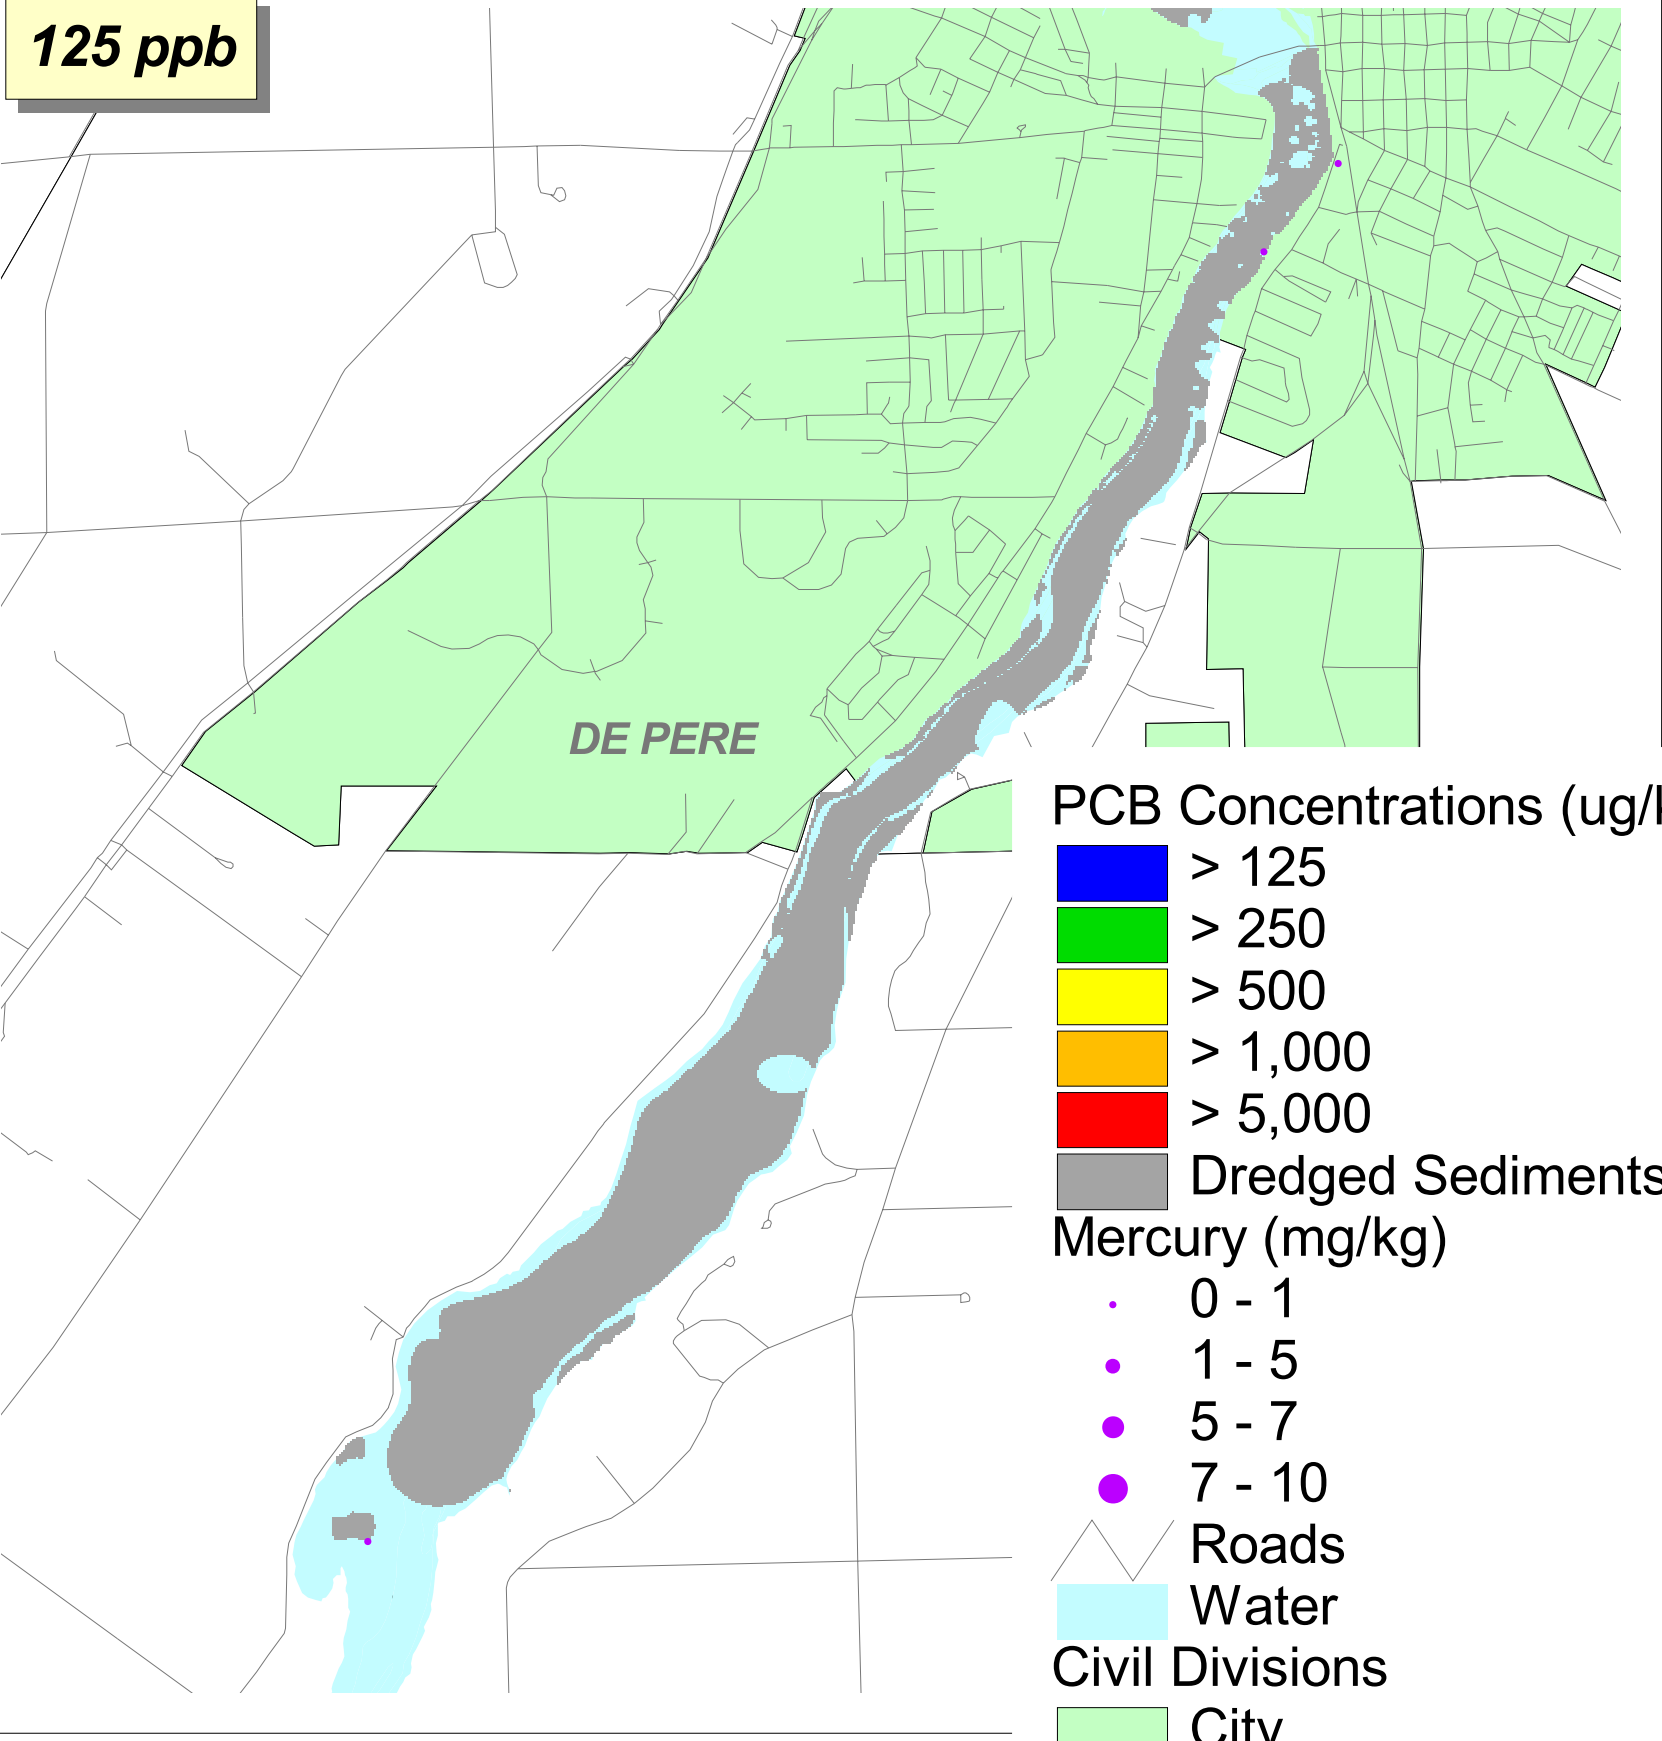 125 ppb
DE PERE
PCB Concentrations (ug/
> 125
> 250
> 500
> 1,000
> 5,000
Dredged Sediments
Mercury (mg/kg)
0 - 1
1 - 5
5 - 7
7 - 10
Roads
Water
Civil Divisions
City